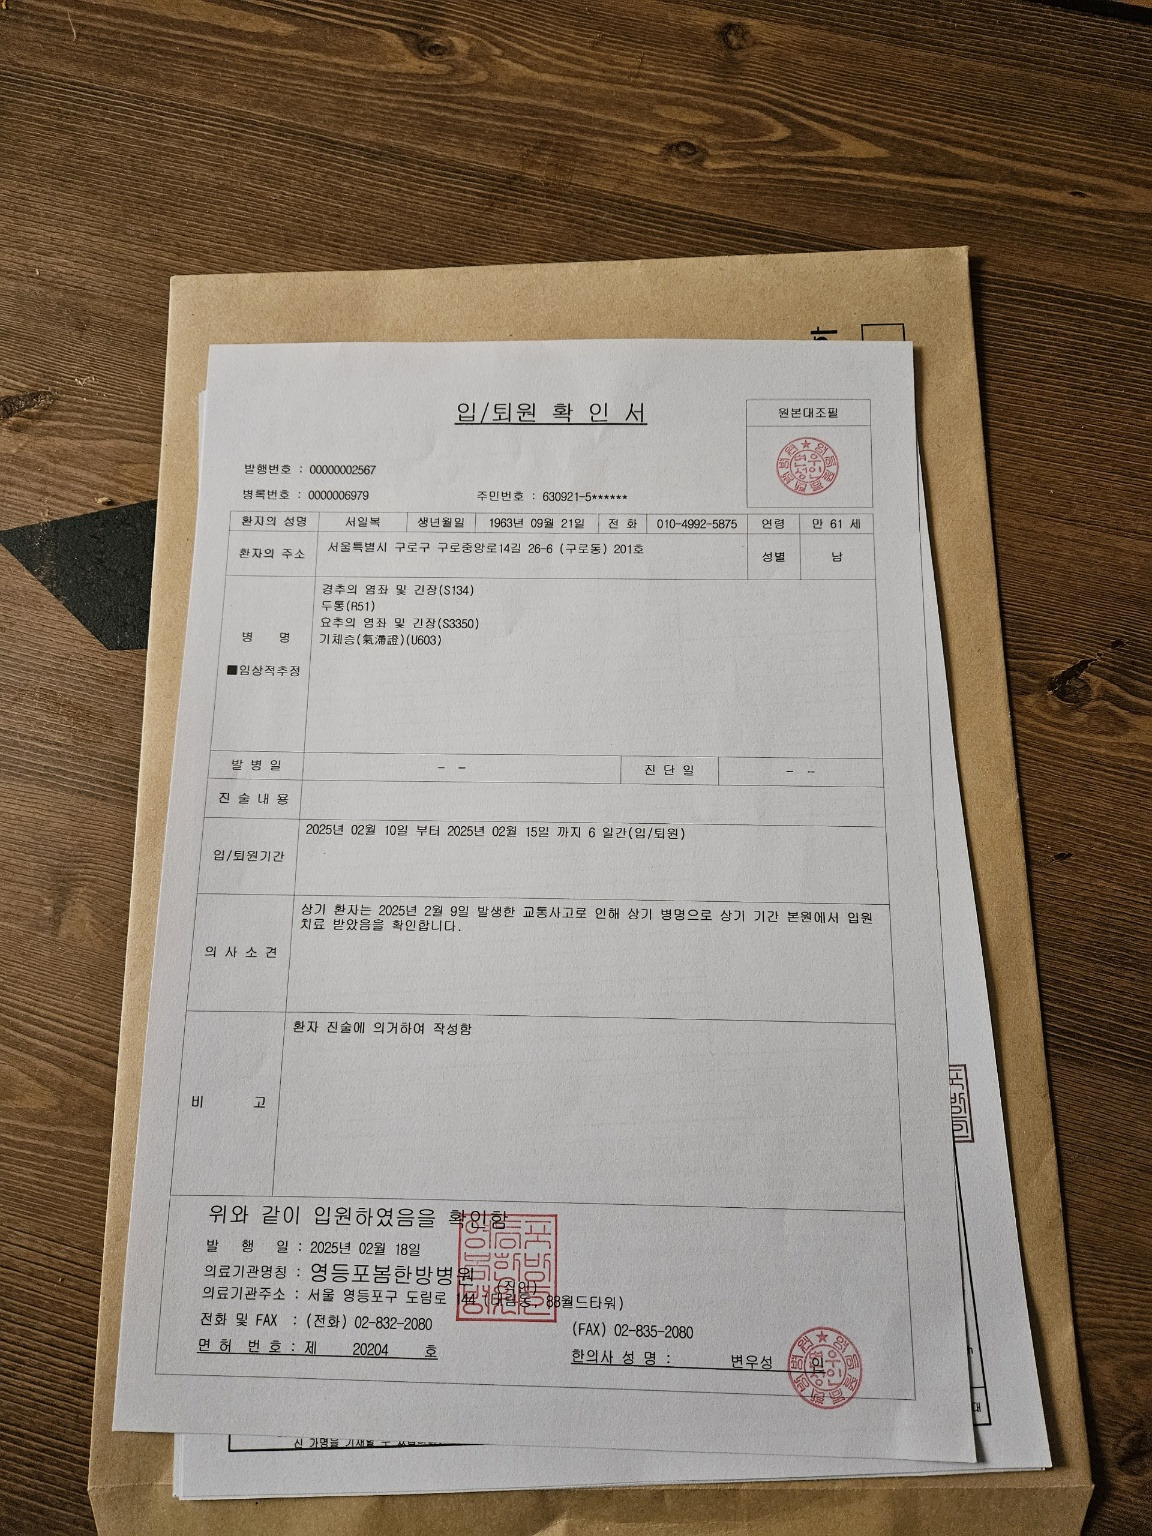 입/퇴원 확 인 서
원본대조필
발행번호 : 00000002567
병록번호 : 0000006979
주민번호 : 630921-5******
환자의 성명 서일복 생년월일 1963년 09월 21일 전 화 010-4992-5875 연령 만 61 세
환자의 주소 서울특별시 구로구 구로중앙로14길 26-6 (구로동) 201호 성별 남
병 명
■임상적추정
경추의 염좌 및 긴장(S134)
두통(R51)
요추의 염좌 및 긴장(S3350)
기체증(氣滯證)(U603)
발 병 일 - - 진 단 일 - -
진 술 내 용
입/퇴원기간 2025년 02월 10일 부터 2025년 02월 15일 까지 6 일간(입/퇴원)
의 사 소 견
상기 환자는 2025년 2월 9일 발생한 교통사고로 인해 상기 병명으로 상기 기간 본원에서 입원
치료 받았음을 확인합니다.
비 고 환자 진술에 의거하여 작성함
위와 같이 입원하였음을 확인함
발 행 일 : 2025년 02월 18일
의료기관명칭 : 영등포봄한방병원 (직인)
의료기관주소 : 서울 영등포구 도림로 144 (대림동, 88월드타워)
전화 및 FAX : (전화) 02-832-2080 (FAX) 02-835-2080
면 허 번 호 : 제 20204 호 한의사 성 명 : 변우성 인